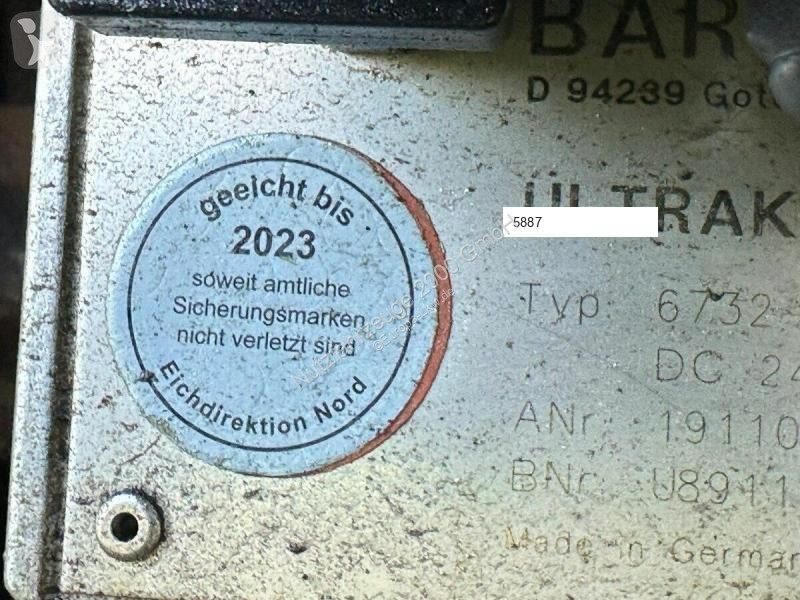 BAR
D 94239 Got
ULTRAK
5887
geeicht bis
2023
soweit amtliche
Sicherungsmarken
nicht verletzt sind
Eichdirektion Nord
Typ: 6732
DC 24
ANr. 19110
BNr. U8911
Made in German